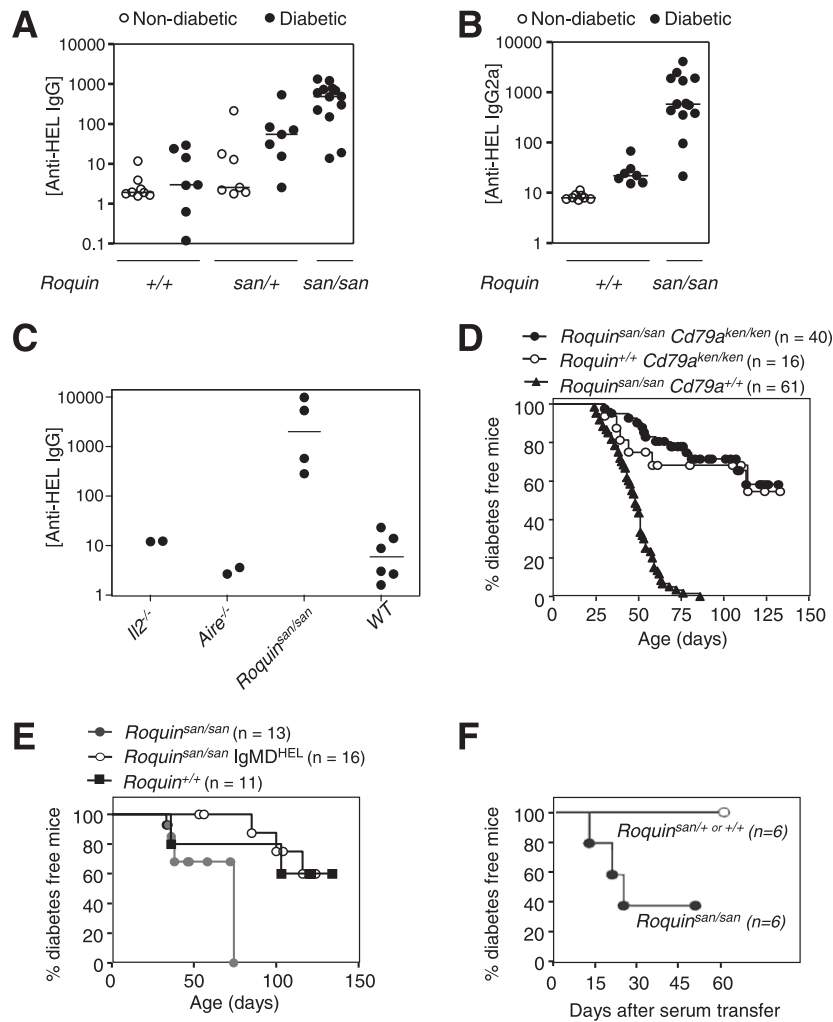 A
○ Non-diabetic ● Diabetic
[Anti-HEL IgG]
10000
1000
100
10
1
0.1
Roquin +/+ san/+ san/san
B
○ Non-diabetic ● Diabetic
[Anti-HEL IgG2a]
10000
1000
100
10
1
Roquin +/+ san/san
C
[Anti-HEL IgG]
10000
1000
100
10
1
Il2-/-
Aire-/-
Roquinsan/san
WT
D
Roquinsan/san Cd79aken/ken (n = 40)
Roquin+/+ Cd79aken/ken (n = 16)
Roquinsan/san Cd79a+/+ (n = 61)
% diabetes free mice
100
80
60
40
20
0
0 25 50 75 100 125 150
Age (days)
E
Roquinsan/san (n = 13)
Roquinsan/san IgMDHEL (n = 16)
Roquin+/+ (n = 11)
% diabetes free mice
100
80
60
40
20
0
0 50 100 150
Age (days)
F
% diabetes free mice
100
80
60
40
20
0
Roquinsan/+ or +/+ (n=6)
Roquinsan/san (n=6)
0 15 30 45 60
Days after serum transfer